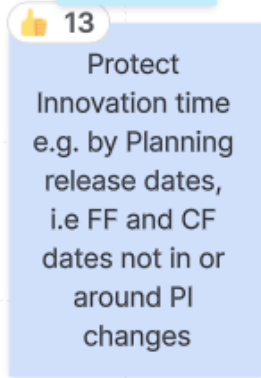 13
Protect
Innovation time
e.g. by Planning
release dates,
i.e FF and CF
dates not in or
around PI
changes